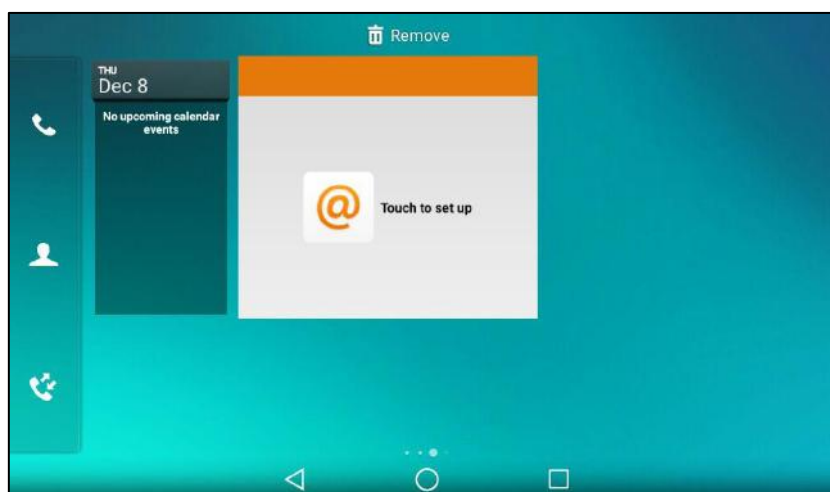 Remove
THU
Dec 8
No upcoming calendar
events
@
Touch to set up